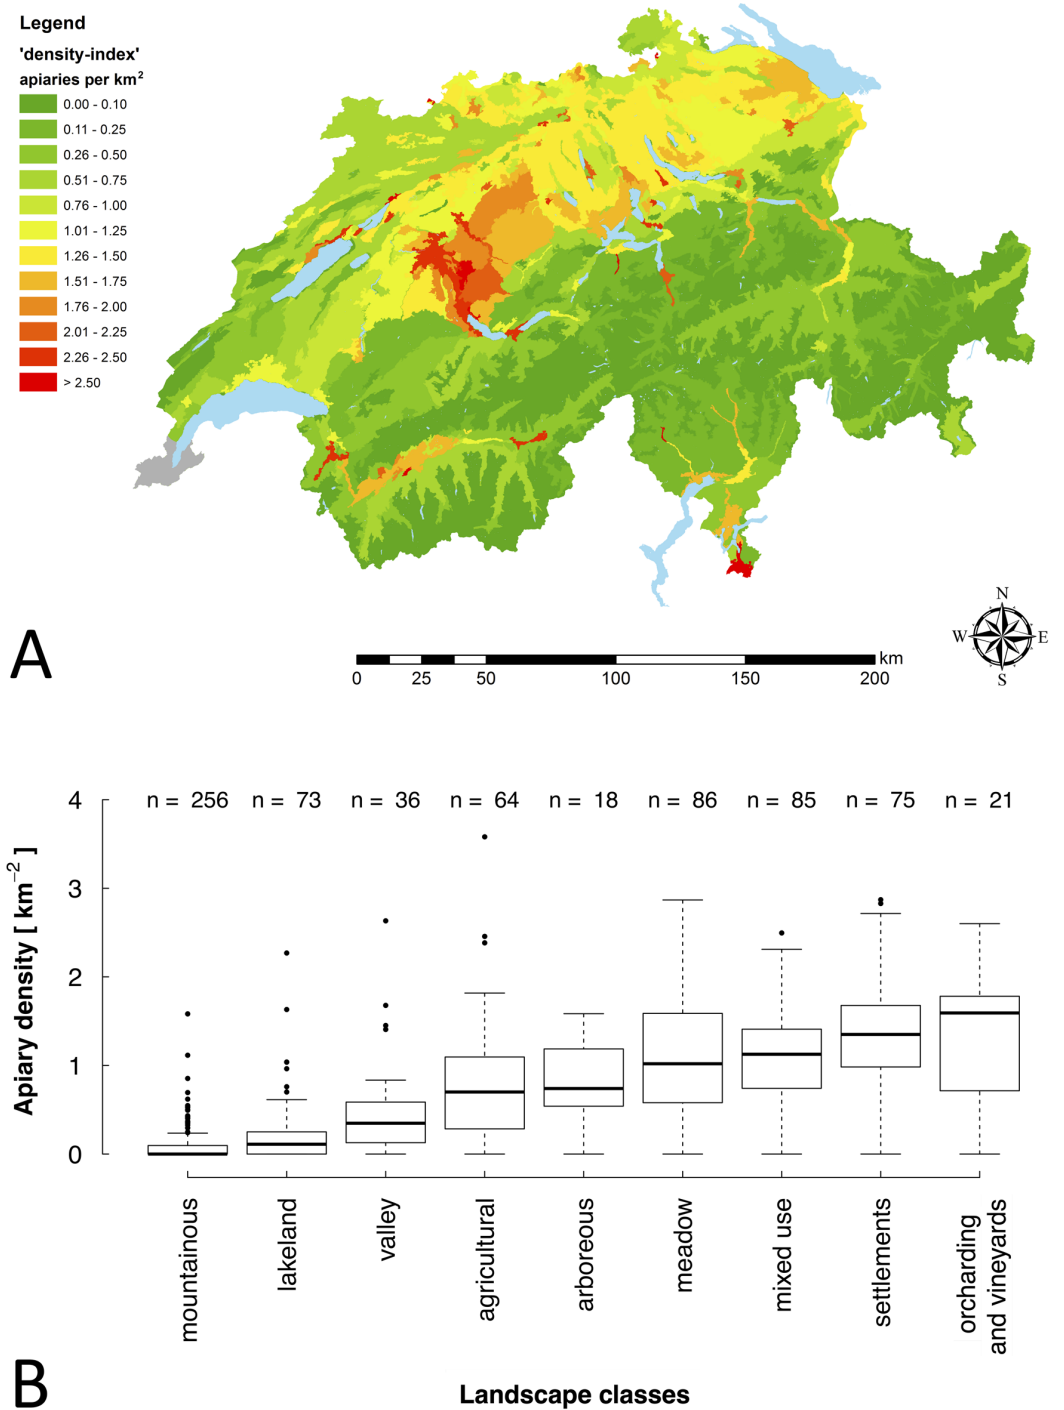 Legend
'density-index'
apiaries per km²
0.00 - 0.10
0.11 - 0.25
0.26 - 0.50
0.51 - 0.75
0.76 - 1.00
1.01 - 1.25
1.26 - 1.50
1.51 - 1.75
1.76 - 2.00
2.01 - 2.25
2.26 - 2.50
> 2.50
N
W E
S
A
km
0 25 50 100 150 200
n = 256 n = 73 n = 36 n = 64 n = 18 n = 86 n = 85 n = 75 n = 21
4
3
2
1
0
Apiary density [ km⁻² ]
mountainous
lakeland
valley
agricultural
arboreous
meadow
mixed use
settlements
orcharding
and vineyards
B
Landscape classes